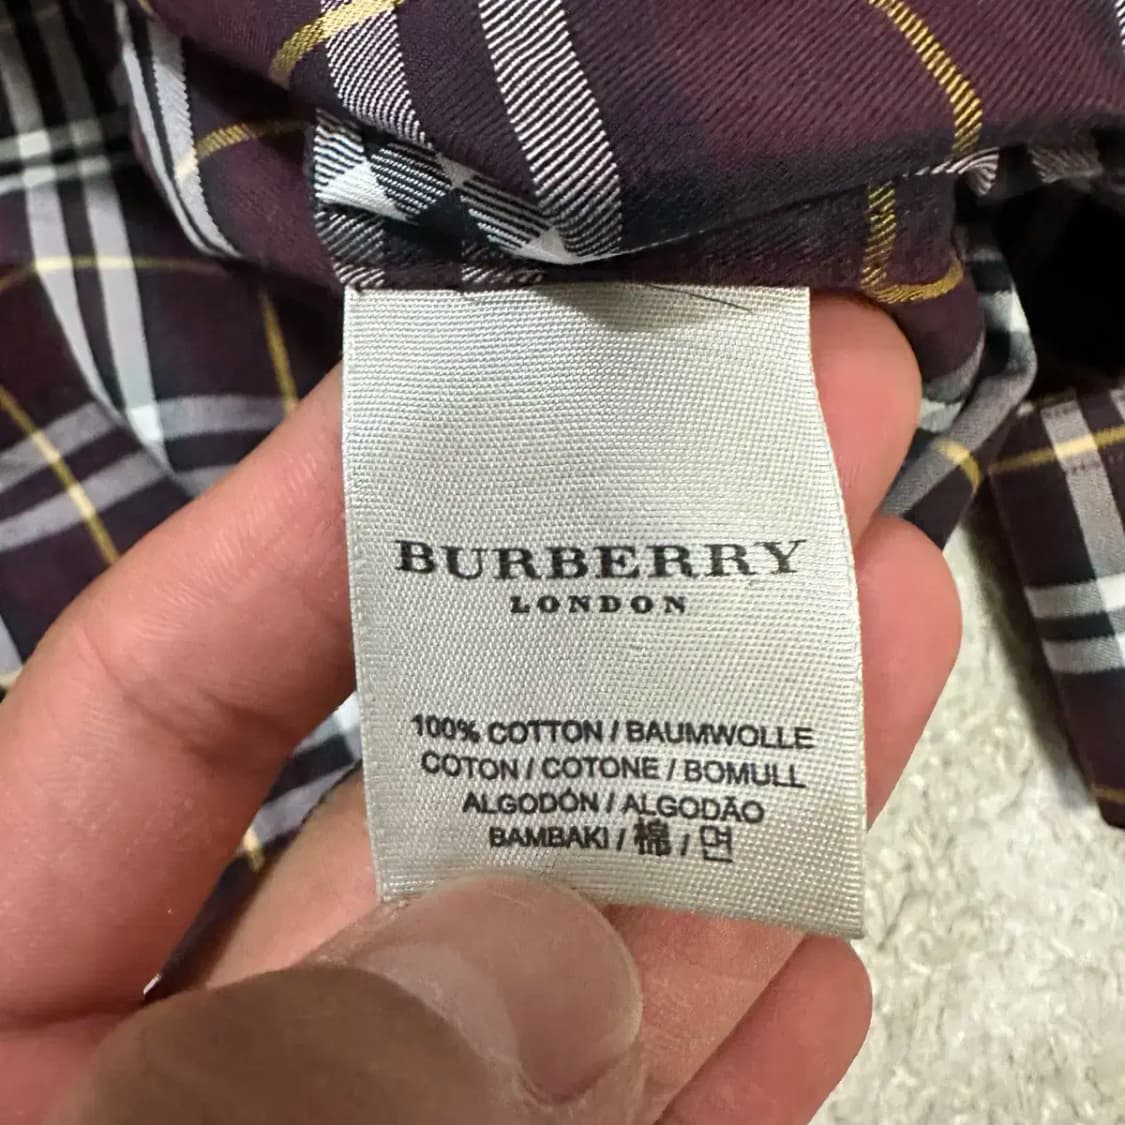 BURBERRY
LONDON
100% COTTON / BAUMWOLLE
COTON / COTONE / BOMULL
ALGODÓN / ALGODÃO
BAMBAKI / 棉 / 면